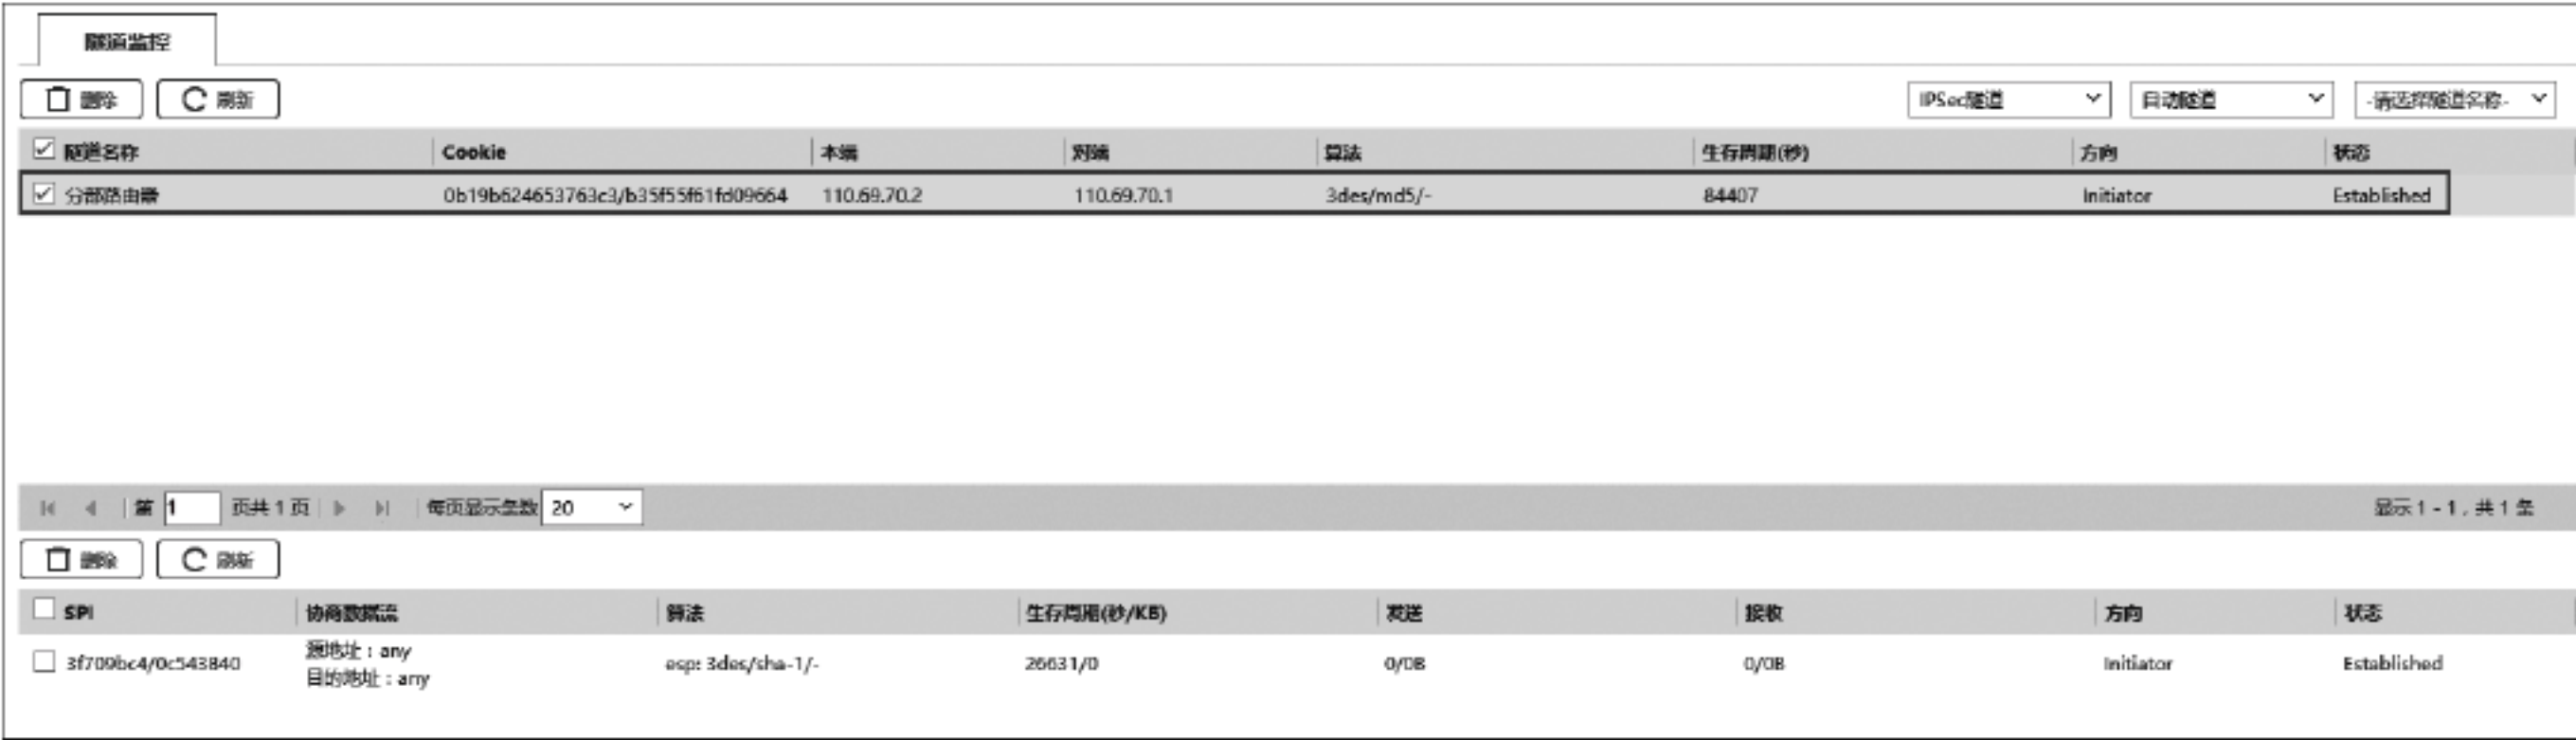 隧道监控
删除 刷新 IPSec隧道 自动隧道 -请选择隧道名称-
隧道名称 Cookie 本端 对端 算法 生存周期(秒) 方向 状态
分部路由器 0b19b624653763c3/b35f55f61fd09664 110.69.70.2 110.69.70.1 3des/md5/- 84407 Initiator Established
第 1 页共 1 页 每页显示条数 20 显示 1 - 1，共 1 条
删除 刷新
SPI 协商数据流 算法 生存周期(秒/KB) 发送 接收 方向 状态
3f709bc4/0c543840 源地址：any 目的地址：any esp: 3des/sha-1/- 26631/0 0/0B 0/0B Initiator Established